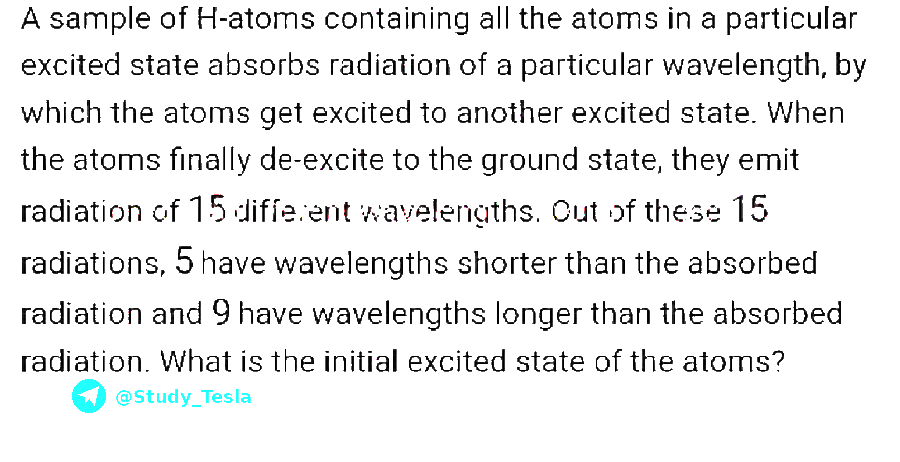 A sample of H-atoms containing all the atoms in a particular
excited state absorbs radiation of a particular wavelength, by
which the atoms get excited to another excited state. When
the atoms finally de-excite to the ground state, they emit
radiation of 15 different wavelengths. Out of these 15
radiations, 5 have wavelengths shorter than the absorbed
radiation and 9 have wavelengths longer than the absorbed
radiation. What is the initial excited state of the atoms?
@Study_Tesla